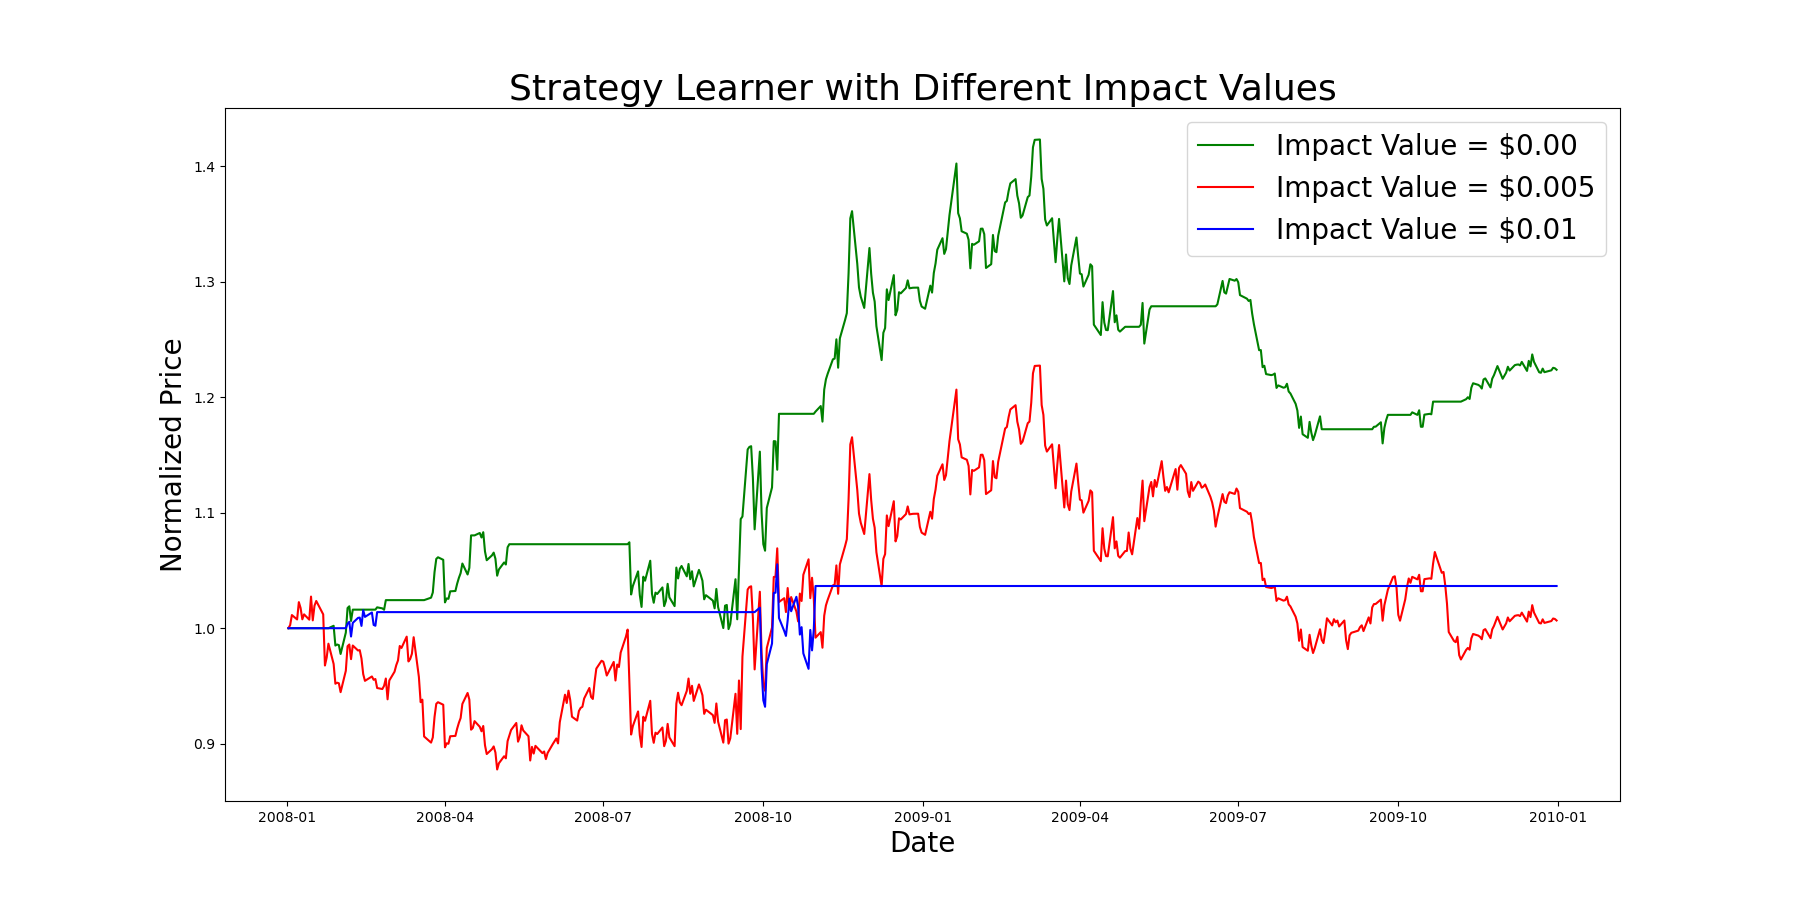 Strategy Learner with Different Impact Values
Impact Value = $0.00
Impact Value = $0.005
Impact Value = $0.01
Normalized Price
1.4
1.3
1.2
1.1
1.0
0.9
2008-01 2008-04 2008-07 2008-10 2009-01 2009-04 2009-07 2009-10 2010-01
Date